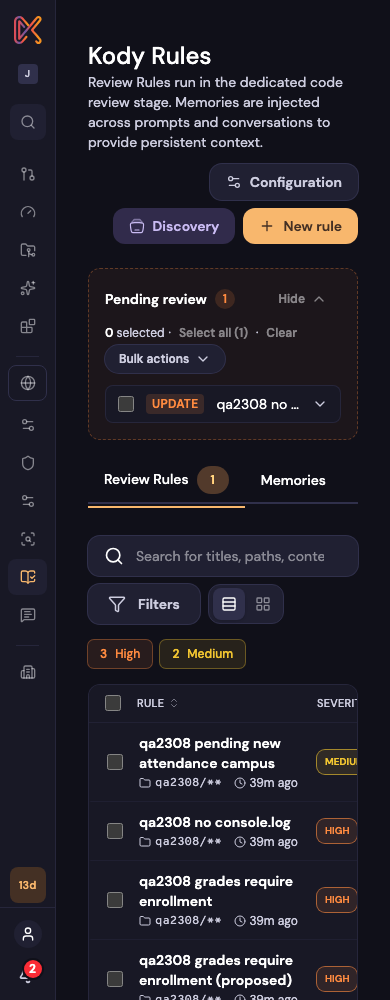 J
Kody Rules
Review Rules run in the dedicated code
review stage. Memories are injected
across prompts and conversations to
provide persistent context.
Configuration
Discovery
New rule
Pending review 1 Hide
0 selected · Select all (1) · Clear
Bulk actions
UPDATE qa2308 no ...
Review Rules 1 Memories
Search for titles, paths, conte
Filters
3 High 2 Medium
RULE SEVERIT
qa2308 pending new
attendance campus
MEDIU
qa2308/** 39m ago
qa2308 no console.log
HIGH
qa2308/** 39m ago
qa2308 grades require
enrollment
HIGH
qa2308/** 39m ago
qa2308 grades require
enrollment (proposed)
HIGH
qa2308/** 39m ago
13d
2